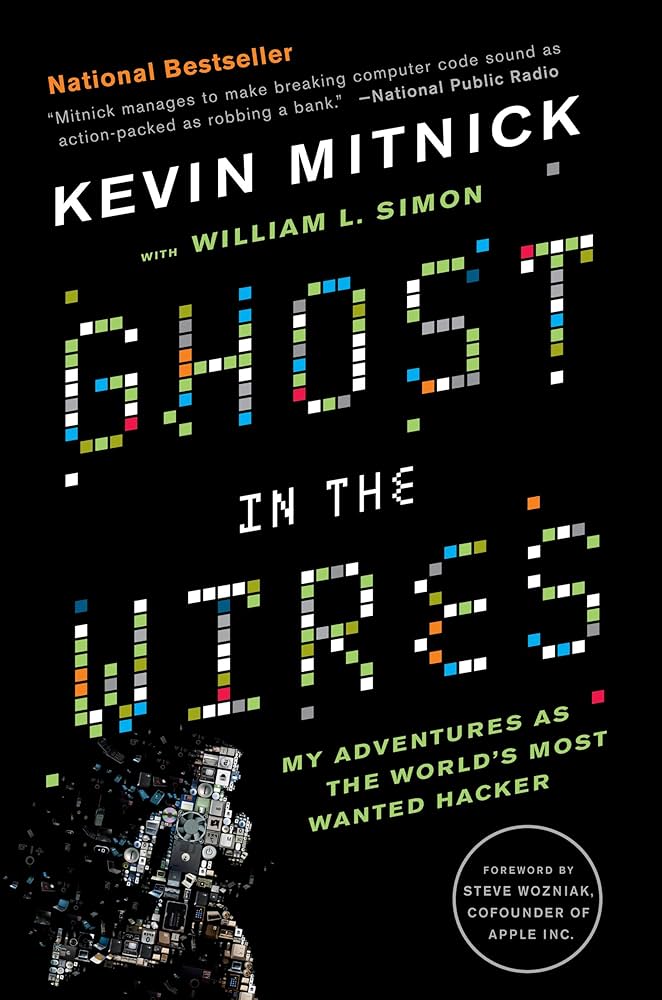 National Bestseller
“Mitnick manages to make breaking computer code sound as
action-packed as robbing a bank.” —National Public Radio
KEVIN MITNICK
WITH WILLIAM L. SIMON
GHOST
IN THE
WIRES
MY ADVENTURES AS
THE WORLD’S MOST
WANTED HACKER
FOREWORD BY
STEVE WOZNIAK,
COFOUNDER OF
APPLE INC.